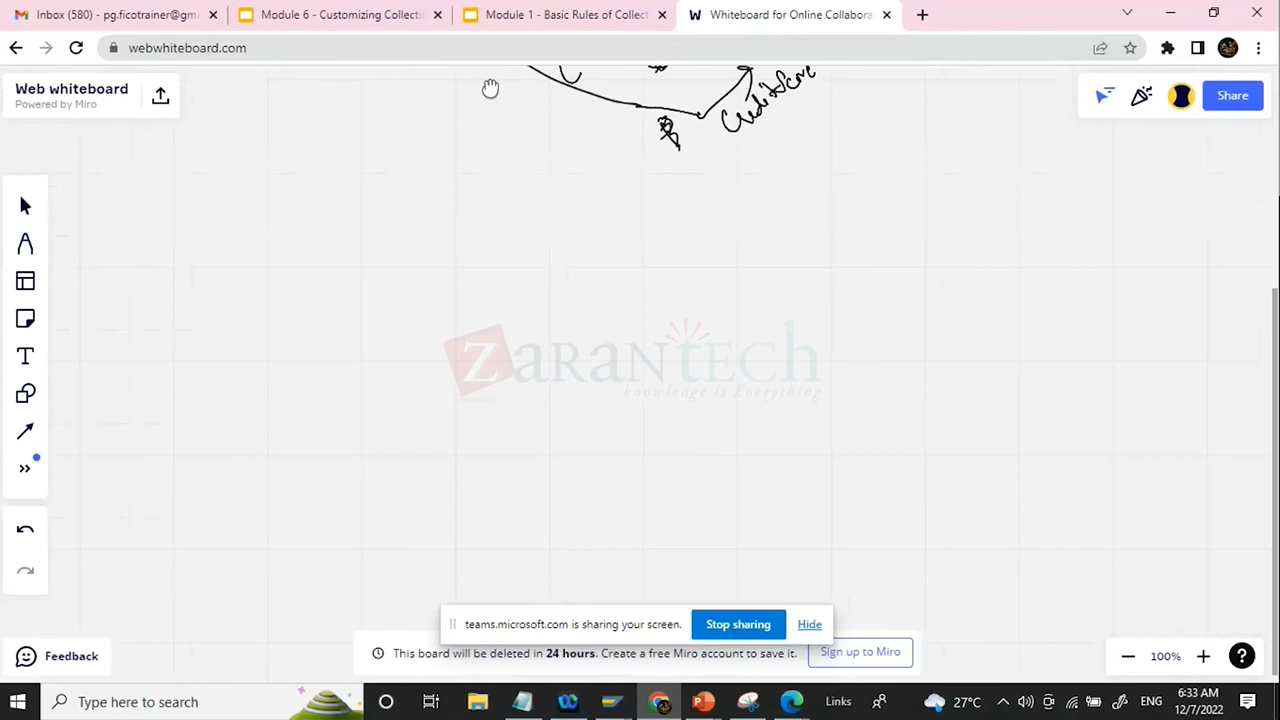 Inbox (580) - pg.ficotrainer@gm
Module 6 - Customizing Collecti
Module 1 - Basic Rules of Collect
W Whiteboard for Online Collabora
webwhiteboard.com
Web whiteboard
Powered by Miro
Share
CreditScore
ZARANTECH
knowledge is Everything
teams.microsoft.com is sharing your screen.
Stop sharing
Hide
Feedback
This board will be deleted in 24 hours. Create a free Miro account to save it.
Sign up to Miro
100%
Type here to search
Links
27°C
ENG
6:33 AM
12/7/2022